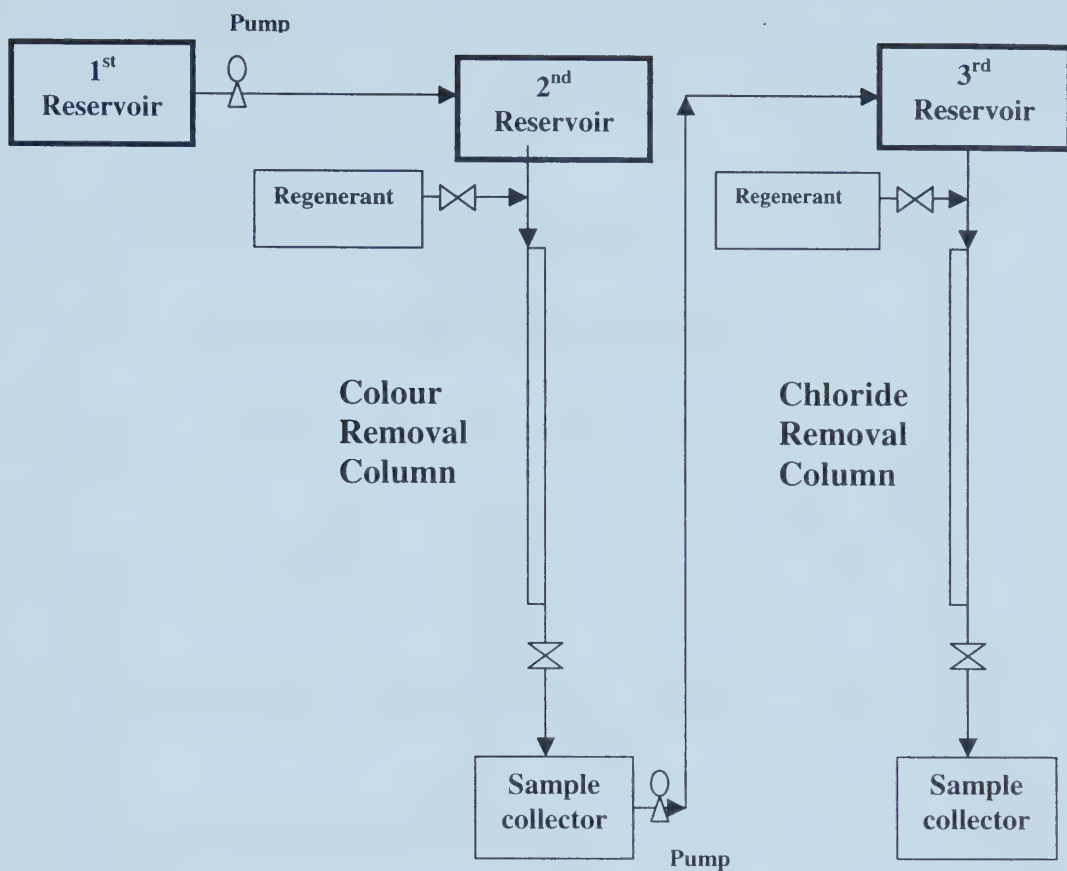 Pump
1st
Reservoir
2nd
Reservoir
3rd
Reservoir
Regenerant
Regenerant
Colour
Removal
Column
Chloride
Removal
Column
Sample
collector
Pump
Sample
collector